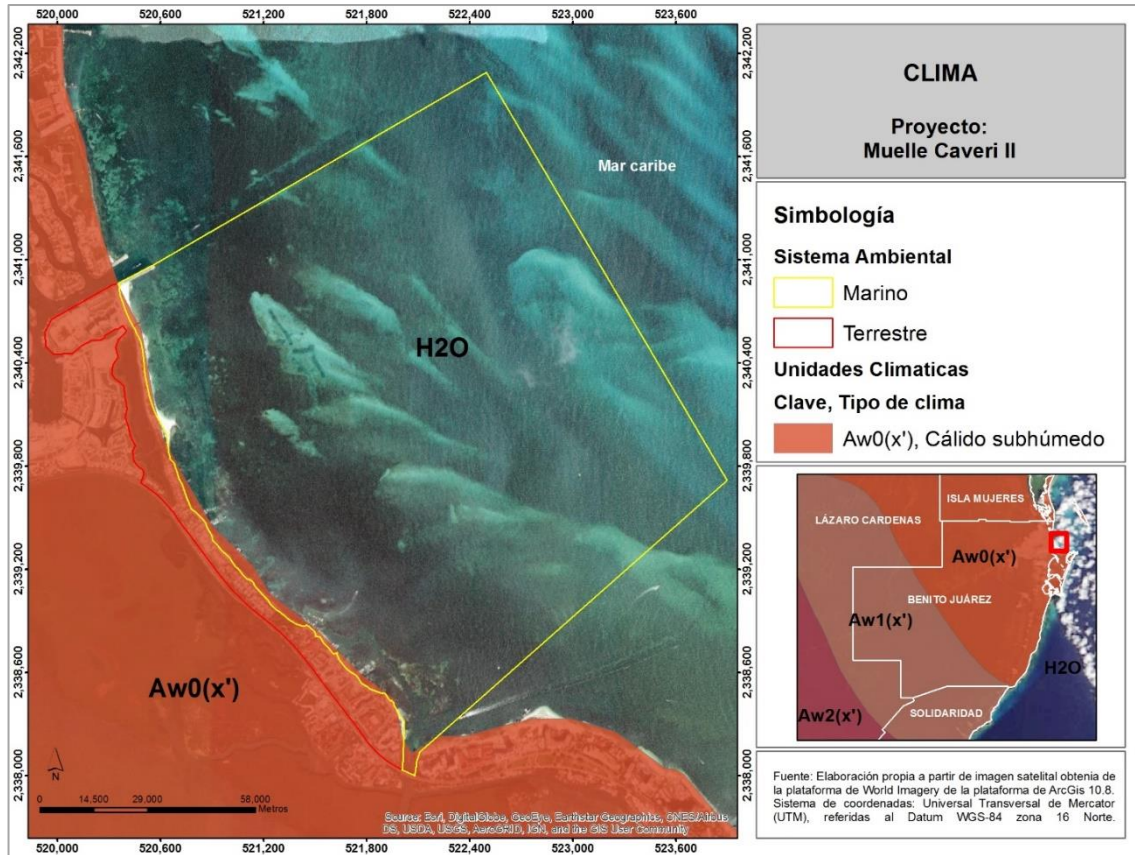 520,000
520,600
521,200
521,800
522,400
523,000
523,600
2,342,200
2,341,600
2,341,000
2,340,400
2,339,800
2,339,200
2,338,600
2,338,000
2,342,200
2,341,600
2,341,000
2,340,400
2,339,800
2,339,200
2,338,600
2,338,000
Mar caribe
H2O
Aw0(x')
N
0
14,500
29,000
58,000
Metros
Source: Esri, DigitalGlobe, GeoEye, Earthstar Geographics, CNES/Airbus
DS, USDA, USGS, AeroGRID, IGN, and the GIS User Community
520,000
520,600
521,200
521,800
522,400
523,000
523,600
CLIMA
Proyecto:
Muelle Caveri II
Simbología
Sistema Ambiental
Marino
Terrestre
Unidades Climaticas
Clave, Tipo de clima
Aw0(x'), Cálido subhúmedo
ISLA MUJERES
LÁZARO CARDENAS
Aw0(x')
BENITO JUÁREZ
Aw1(x')
H2O
Aw2(x')
SOLIDARIDAD
Fuente: Elaboración propia a partir de imagen satelital obtenia de
la plataforma de World Imagery de la plataforma de ArcGis 10.8.
Sistema de coordenadas: Universal Transversal de Mercator
(UTM), referidas al Datum WGS-84 zona 16 Norte.